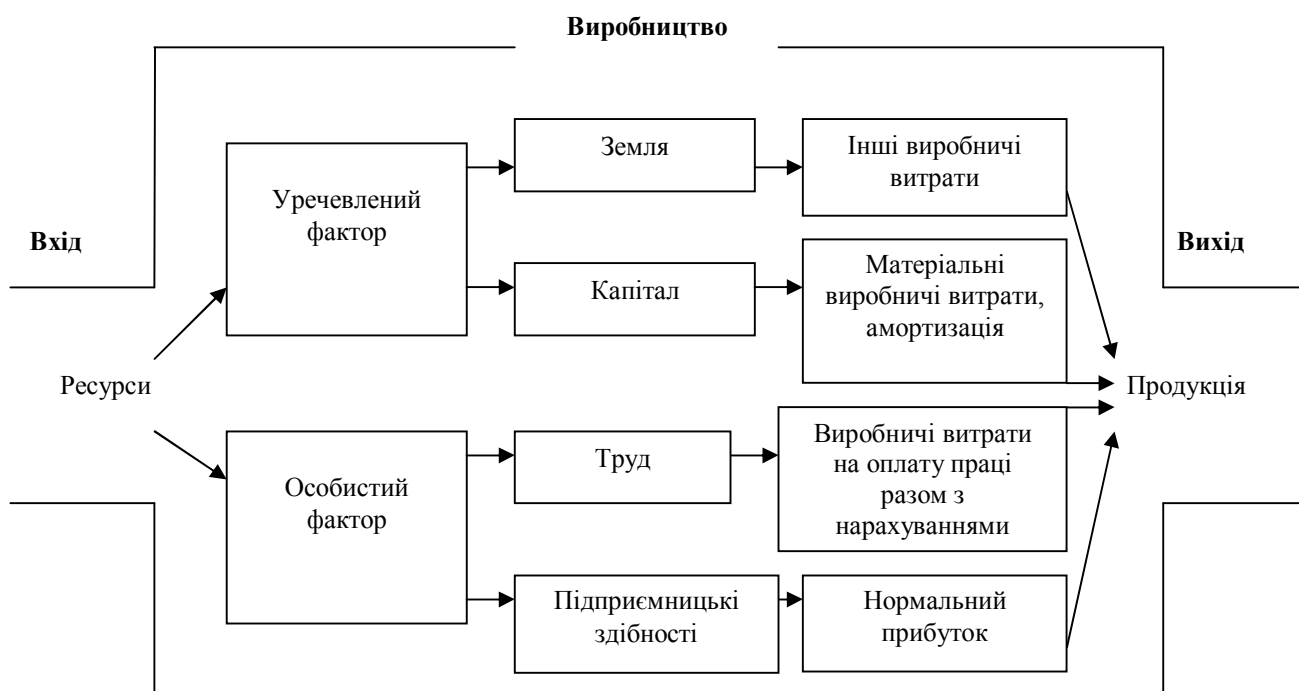 Виробництво
Вхід
Ресурси
Уречевлений
фактор
Земля
Інші виробничі
витрати
Капітал
Матеріальні
виробничі витрати,
амортизація
Особистий
фактор
Труд
Виробничі витрати
на оплату праці
разом з
нарахуваннями
Підприємницькі
здібності
Нормальний
прибуток
Вихід
Продукція